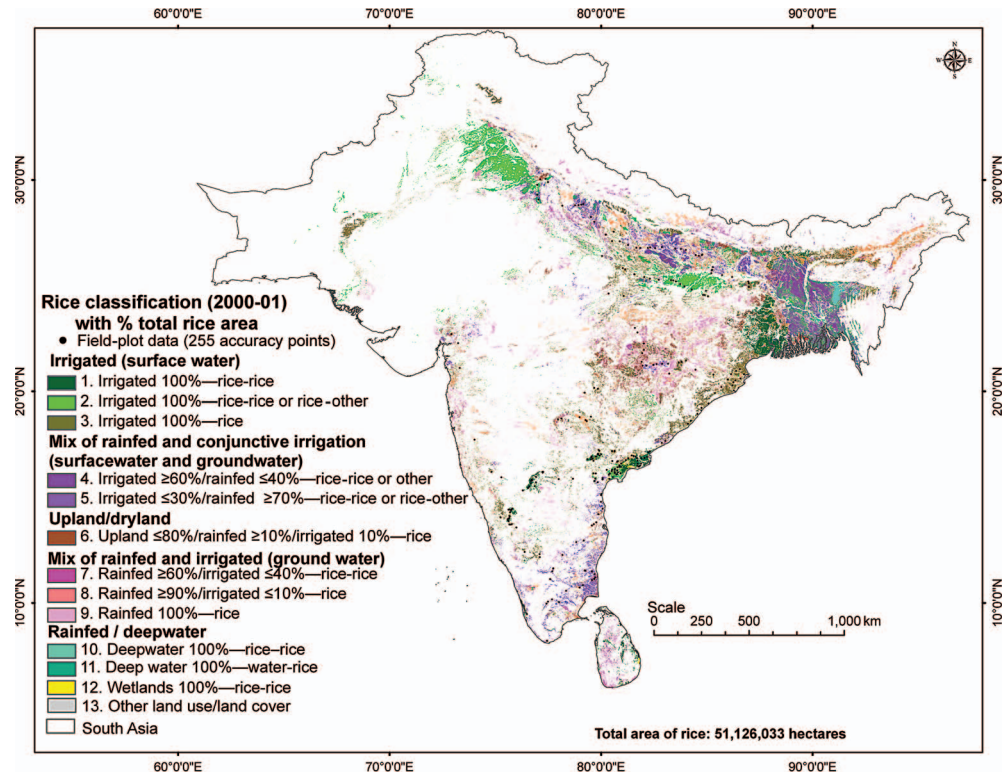 60°0'0"E 70°0'0"E 80°0'0"E 90°0'0"E
N
W E
S
30°0'0"N 30°0'0"N
20°0'0"N 20°0'0"N
10°0'0"N 10°0'0"N
Rice classification (2000-01)
with % total rice area
Field-plot data (255 accuracy points)
Irrigated (surface water)
1. Irrigated 100%—rice-rice
2. Irrigated 100%—rice-rice or rice-other
3. Irrigated 100%—rice
Mix of rainfed and conjunctive irrigation
(surfacewater and groundwater)
4. Irrigated ≥60%/rainfed ≤40%—rice-rice or other
5. Irrigated ≤30%/rainfed ≥70%—rice-rice or rice-other
Upland/dryland
6. Upland ≤80%/rainfed ≥10%/irrigated 10%—rice
Mix of rainfed and irrigated (ground water)
7. Rainfed ≥60%/irrigated ≤40%—rice-rice
8. Rainfed ≥90%/irrigated ≤10%—rice
9. Rainfed 100%—rice
Rainfed / deepwater
10. Deepwater 100%—rice–rice
11. Deep water 100%—water-rice
12. Wetlands 100%—rice-rice
13. Other land use/land cover
South Asia
Scale
0 250 500 1,000 km
Total area of rice: 51,126,033 hectares
60°0'0"E 70°0'0"E 80°0'0"E 90°0'0"E